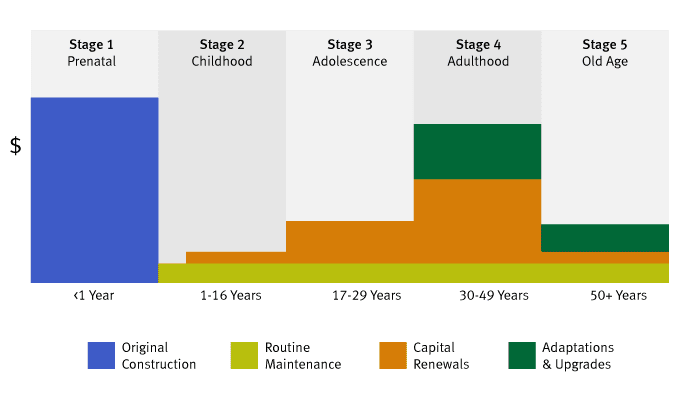 Stage 1
Prenatal
Stage 2
Childhood
Stage 3
Adolescence
Stage 4
Adulthood
Stage 5
Old Age
$
<1 Year
1-16 Years
17-29 Years
30-49 Years
50+ Years
Original
Construction
Routine
Maintenance
Capital
Renewals
Adaptations
& Upgrades